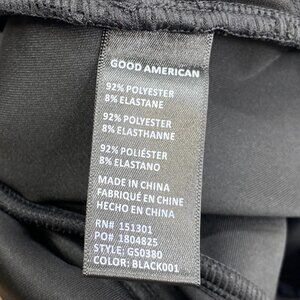 GOOD AMERICAN
92% POLYESTER
8% ELASTANE
92% POLYESTER
8% ELASTHANNE
92% POLIÉSTER
8% ELASTANO
MADE IN CHINA
FABRIQUÉ EN CHINE
HECHO EN CHINA
RN# 151301
PO# 1804825
STYLE: GS0380
COLOR: BLACK001